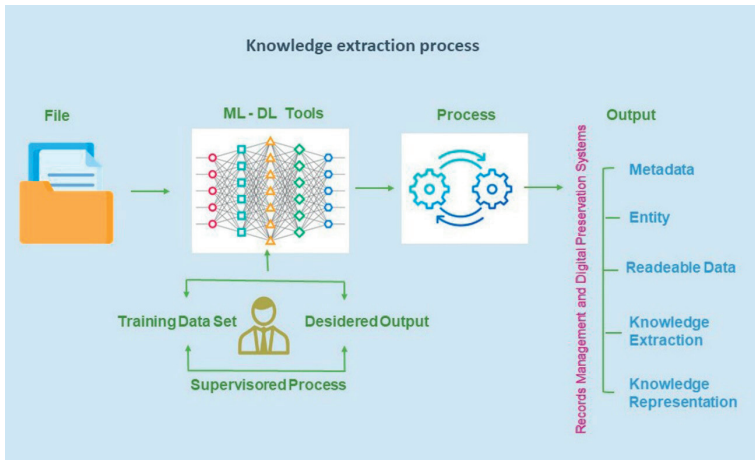 Knowledge extraction process
File
ML - DL Tools
Process
Output
Records Management and Digital Preservation Systems
Metadata
Entity
Readeable Data
Knowledge
Extraction
Knowledge
Representation
Training Data Set
Desidered Output
Supervisored Process